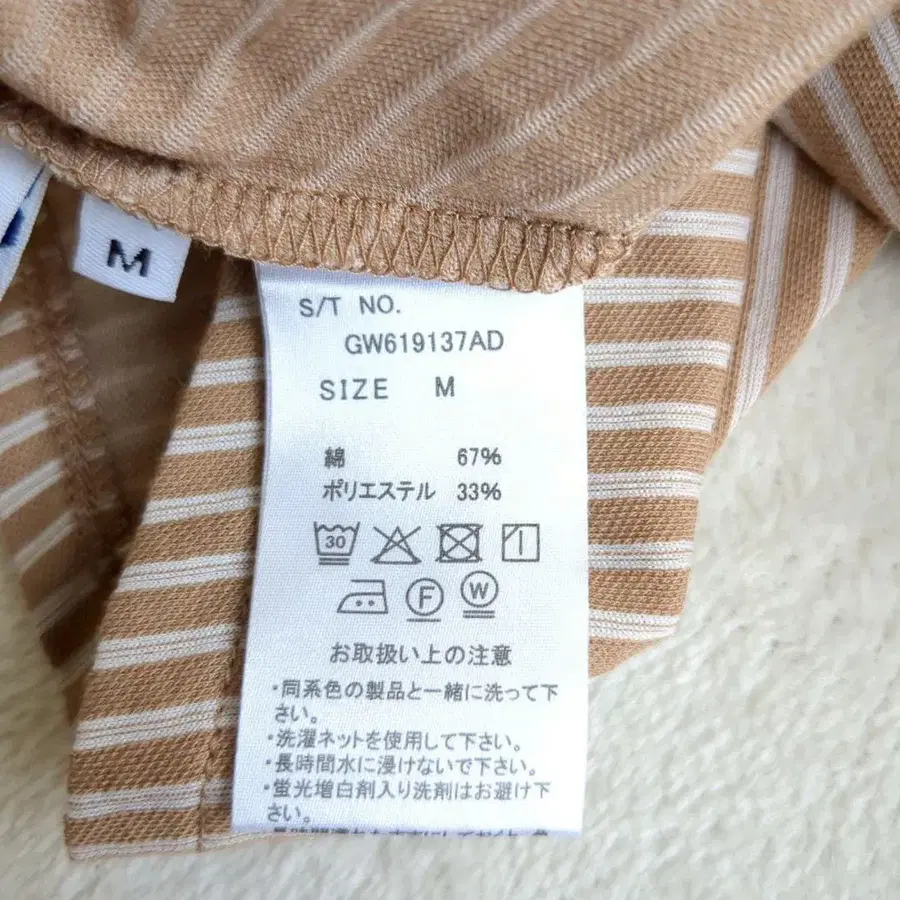 M
S/T NO.
GW619137AD
SIZE M
綿 67%
ポリエステル 33%
30
F
W
お取扱い上の注意
・同系色の製品と一緒に洗って下
さい。
・洗濯ネットを使用して下さい。
・長時間水に浸けないで下さい。
・蛍光増白剤入り洗剤はお避け下
さい。